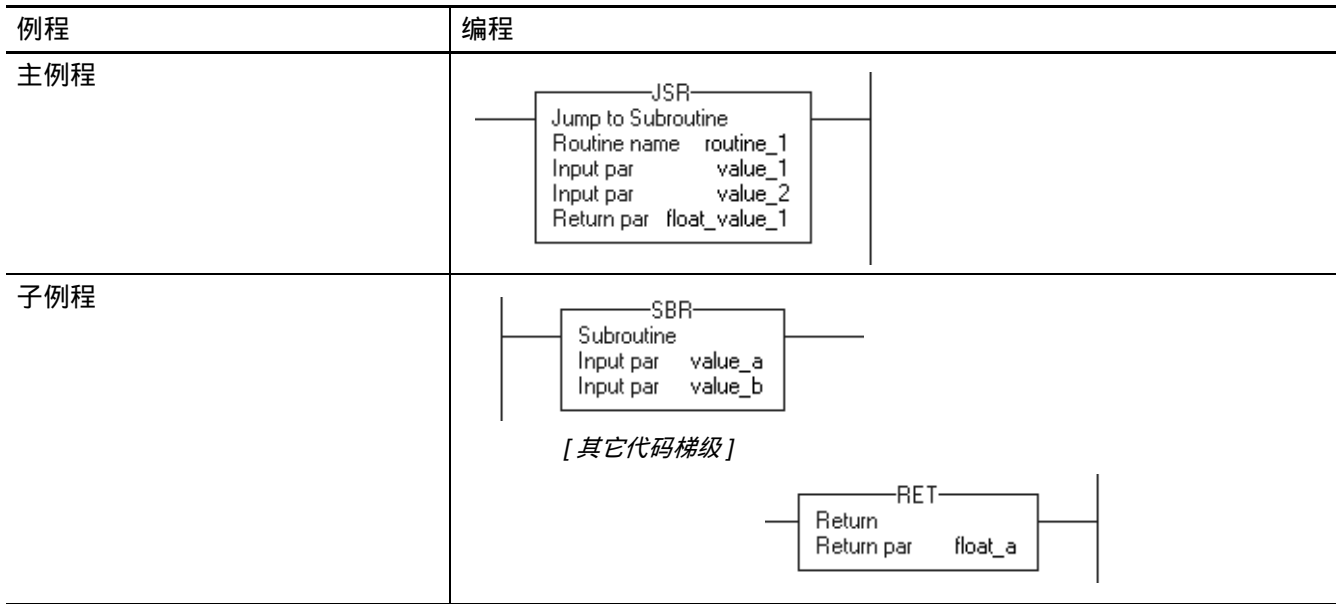 例程 编程
主例程
JSR
Jump to Subroutine
Routine name routine_1
Input par value_1
Input par value_2
Return par float_value_1
子例程
SBR
Subroutine
Input par value_a
Input par value_b
[ 其它代码梯级 ]
RET
Return
Return par float_a